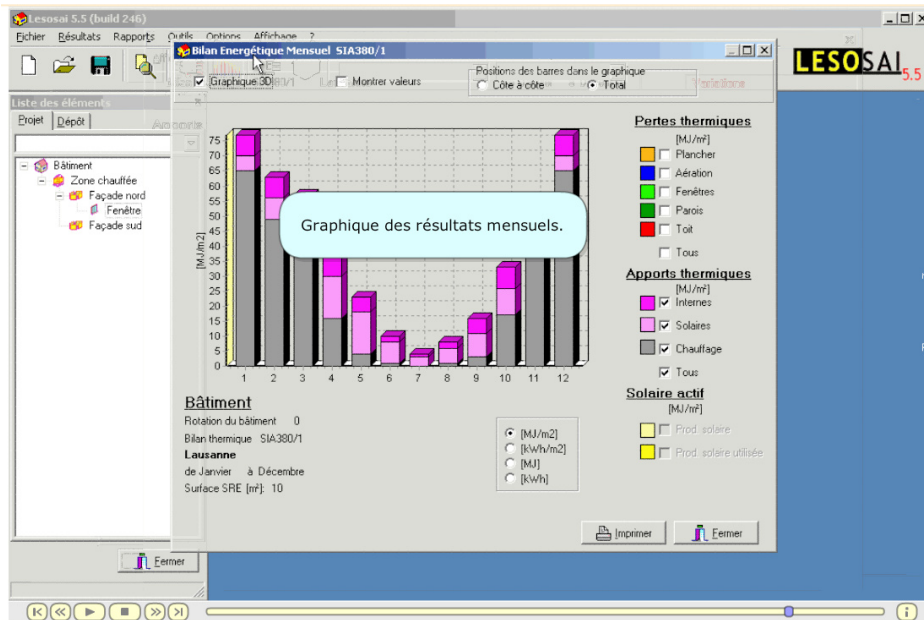 Lesosai 5.5 (build 246)
Fichier Résultats Rapports Outils Options Affichage ?
Bilan Energétique Mensuel SIA380/1
LESOSAI 5.5
Graphique 3D
Montrer valeurs
Positions des barres dans le graphique
Côte à côte
Total
Variations
Liste des éléments
Projet Dépôt
Bâtiment
Zone chauffée
Façade nord
Fenêtre
Façade sud
Fermer
[MJ/m2]
75
70
65
60
55
50
45
40
35
30
25
20
15
10
5
0
1 2 3 4 5 6 7 8 9 10 11 12
Graphique des résultats mensuels.
Pertes thermiques
[MJ/m²]
Plancher
Aération
Fenêtres
Parois
Toit
Tous
Apports thermiques
[MJ/m²]
Internes
Solaires
Chauffage
Tous
Solaire actif
[MJ/m²]
Prod. solaire
Prod. solaire utilisée
Bâtiment
Rotation du bâtiment 0
Bilan thermique SIA380/1
Lausanne
de Janvier à Décembre
Surface SRE [m²]: 10
[MJ/m2]
[kWh/m2]
[MJ]
[kWh]
Imprimer
Fermer